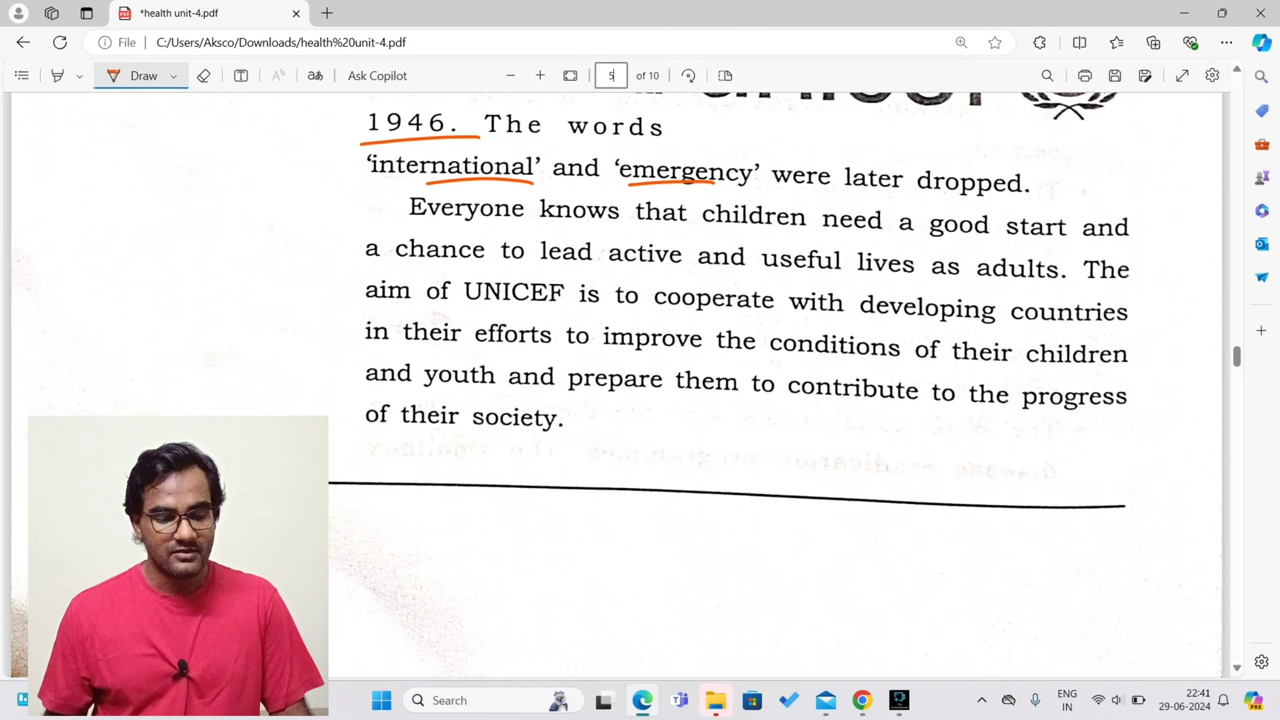 *health unit-4.pdf
File C:/Users/Aksco/Downloads/health%20unit-4.pdf
Draw Ask Copilot 5 of 10
1946. The words
‘international’ and ‘emergency’ were later dropped.
Everyone knows that children need a good start and
a chance to lead active and useful lives as adults. The
aim of UNICEF is to cooperate with developing countries
in their efforts to improve the conditions of their children
and youth and prepare them to contribute to the progress
of their society.
Search
ENG
IN
22:41
29-06-2024